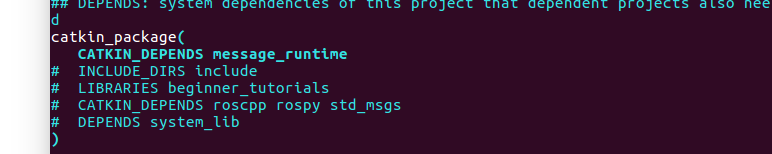 ## DEPENDS: system dependencies of this project that dependent projects also nee
d
catkin_package(
   CATKIN_DEPENDS message_runtime
#  INCLUDE_DIRS include
#  LIBRARIES beginner_tutorials
#  CATKIN_DEPENDS roscpp rospy std_msgs
#  DEPENDS system_lib
)